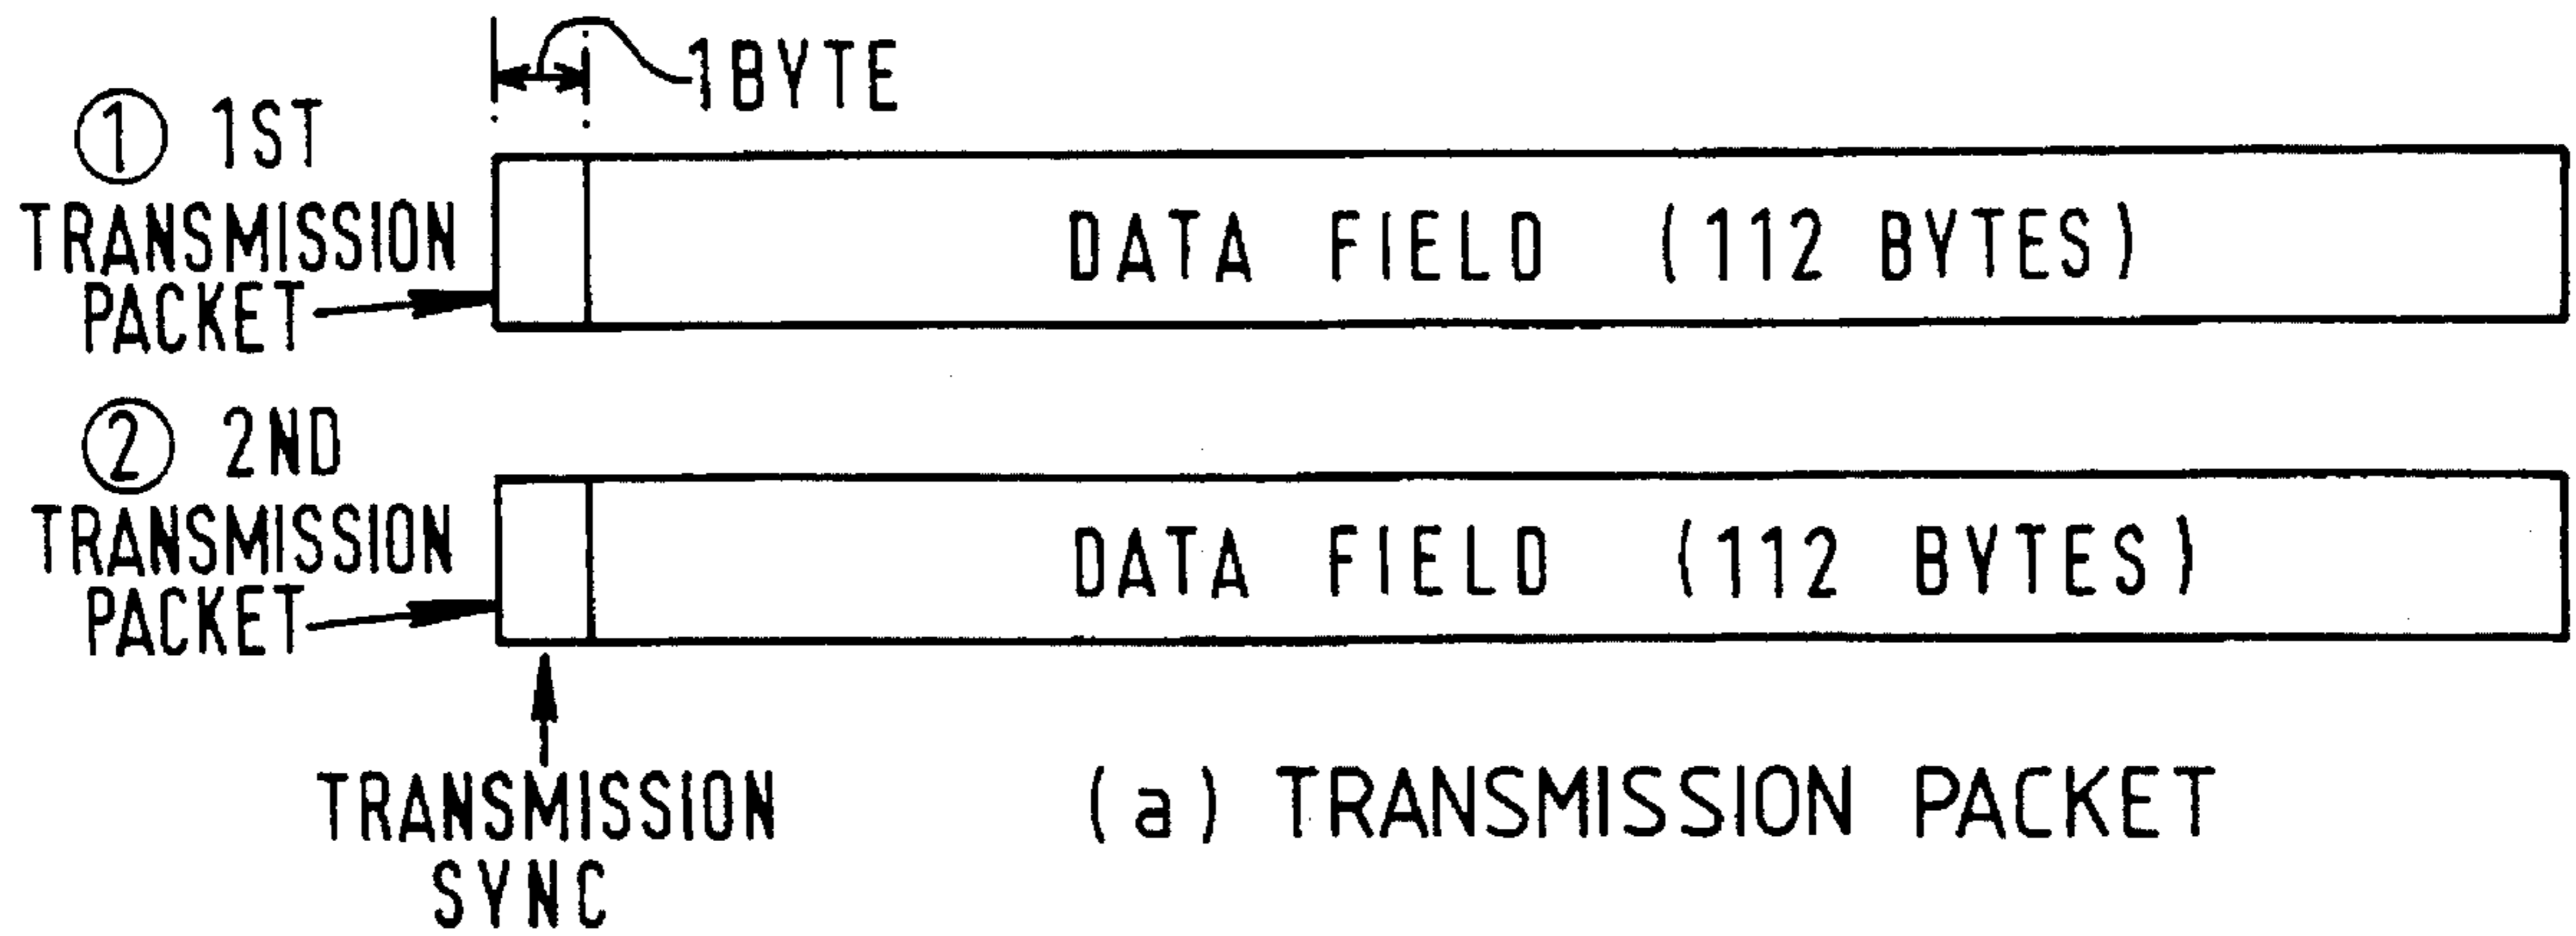 1BYTE
① 1ST
TRANSMISSION
PACKET
DATA FIELD (112 BYTES)
② 2ND
TRANSMISSION
PACKET
DATA FIELD (112 BYTES)
TRANSMISSION
SYNC
(a) TRANSMISSION PACKET